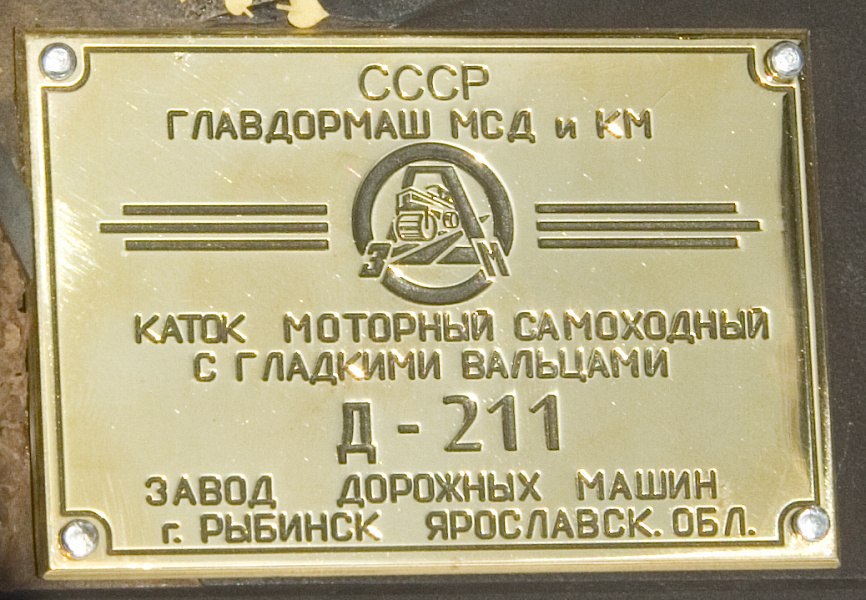 СССР
ГЛАВДОРМАШ МСД и КМ
З Д М
КАТОК МОТОРНЫЙ САМОХОДНЫЙ
С ГЛАДКИМИ ВАЛЬЦАМИ
Д - 211
ЗАВОД ДОРОЖНЫХ МАШИН
г. РЫБИНСК ЯРОСЛАВСК. ОБЛ.